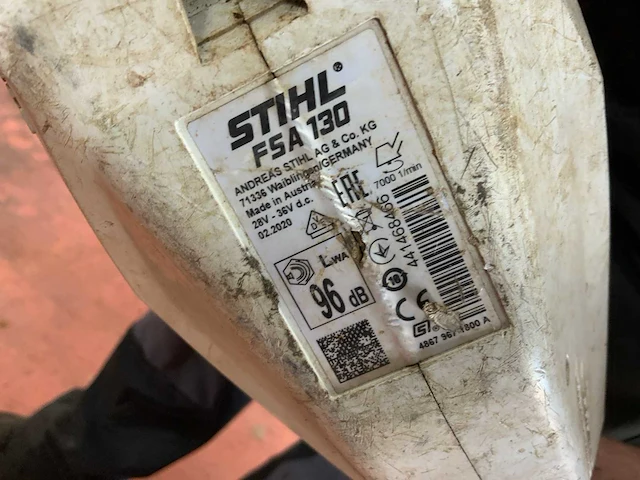 STIHL®
FSA 130
ANDREAS STIHL AG & Co. KG
71336 Waiblingen/GERMANY
Made in Austria
28V - 36V d.c.
02.2020
7000 1/min
LWA
96 dB
CE
4867 967 1800 A